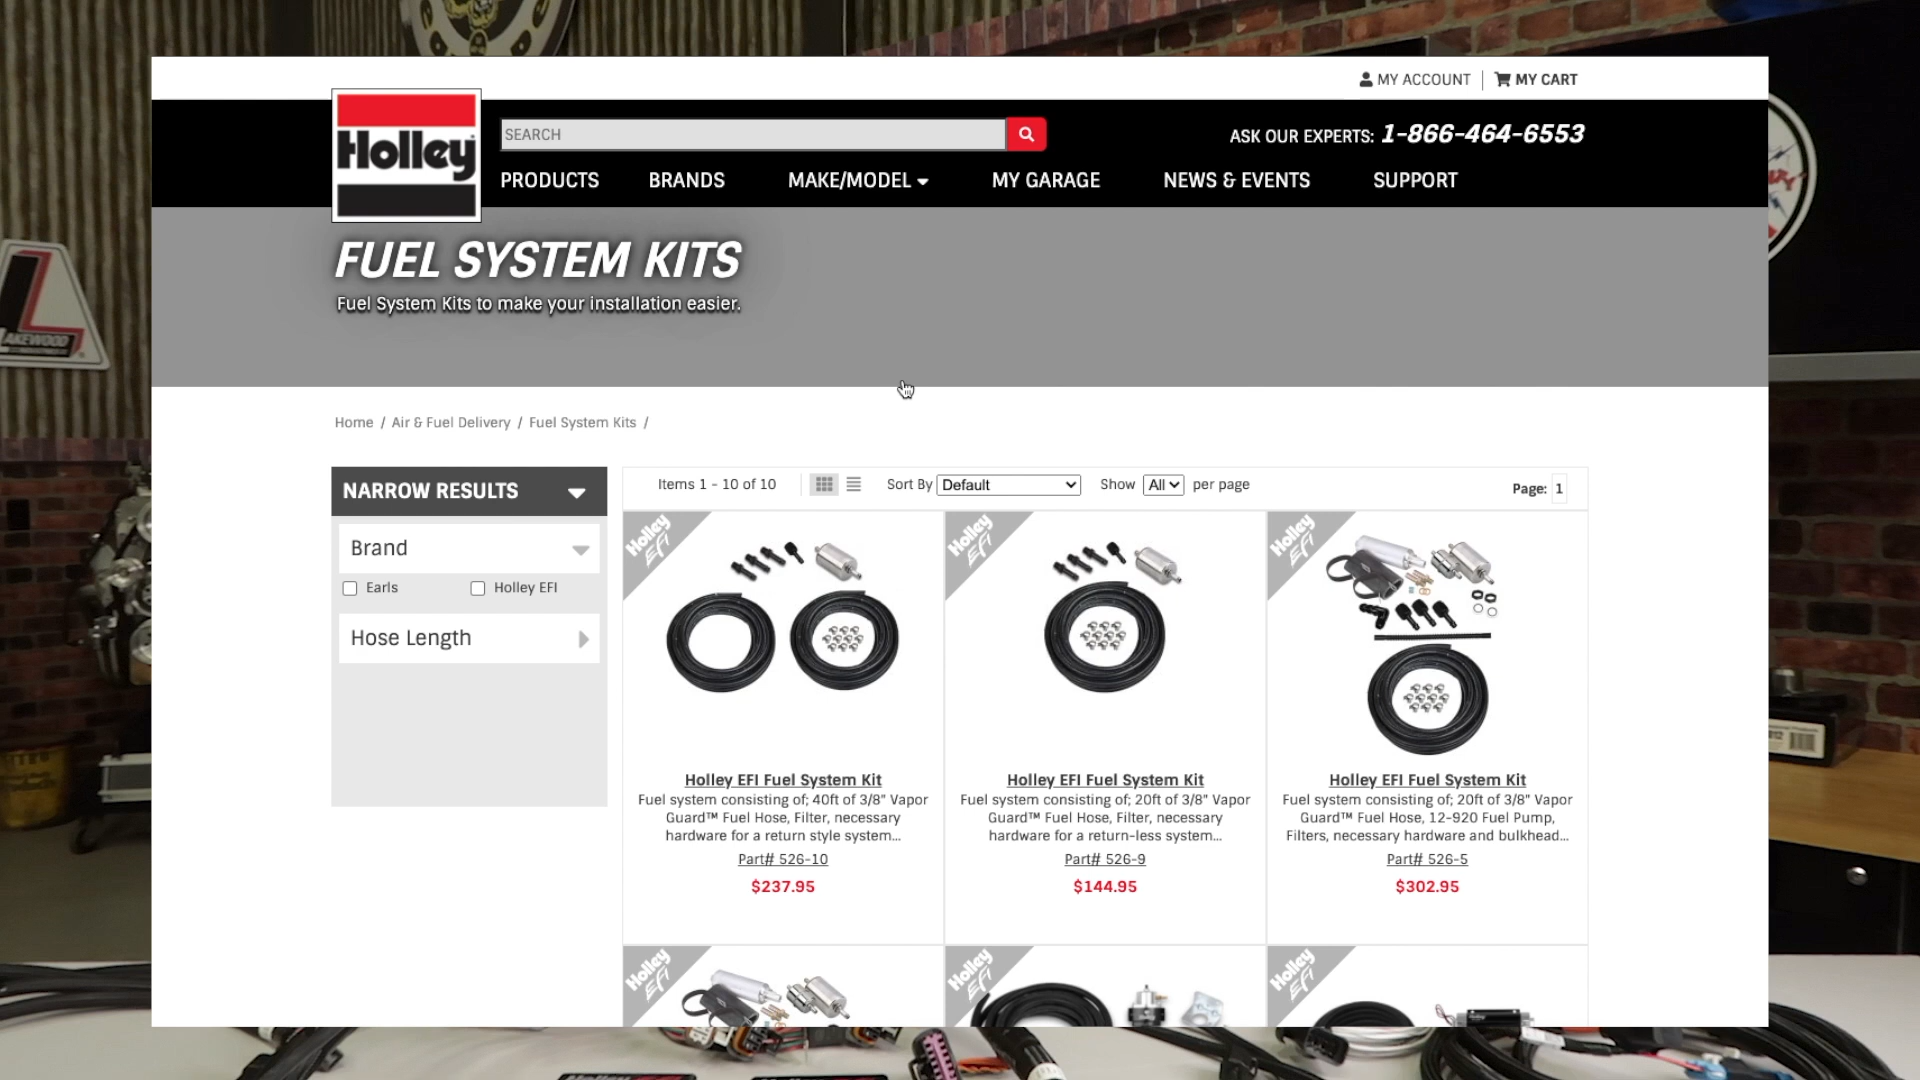 MY ACCOUNT
MY CART
Holley
SEARCH
ASK OUR EXPERTS: 1-866-464-6553
PRODUCTS
BRANDS
MAKE/MODEL
MY GARAGE
NEWS & EVENTS
SUPPORT
FUEL SYSTEM KITS
Fuel System Kits to make your installation easier.
AKEWOOD
Home / Air & Fuel Delivery / Fuel System Kits /
NARROW RESULTS
Brand
Earls
Holley EFI
Hose Length
Items 1 - 10 of 10
Sort By Default
Show All per page
Page: 1
Holley EFI
Holley EFI Fuel System Kit
Fuel system consisting of; 40ft of 3/8" Vapor
Guard™ Fuel Hose, Filter, necessary
hardware for a return style system...
Part# 526-10
$237.95
Holley EFI
Holley EFI Fuel System Kit
Fuel system consisting of; 20ft of 3/8" Vapor
Guard™ Fuel Hose, Filter, necessary
hardware for a return-less system...
Part# 526-9
$144.95
Holley EFI
Holley EFI Fuel System Kit
Fuel system consisting of; 20ft of 3/8" Vapor
Guard™ Fuel Hose, 12-920 Fuel Pump,
Filters, necessary hardware and bulkhead...
Part# 526-5
$302.95
Holley EFI
Holley EFI
Holley EFI